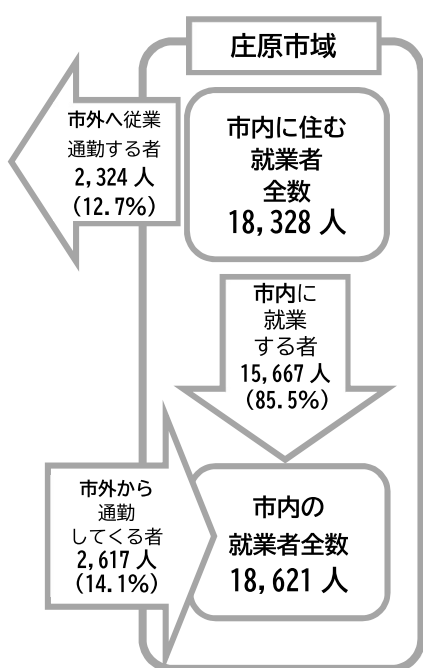 庄原市域
市外へ従業
通勤する者
2,324 人
(12.7%)
市内に住む
就業者
全数
18,328 人
市内に
就業
する者
15,667 人
(85.5%)
市外から
通勤
してくる者
2,617 人
(14.1%)
市内の
就業者全数
18,621 人